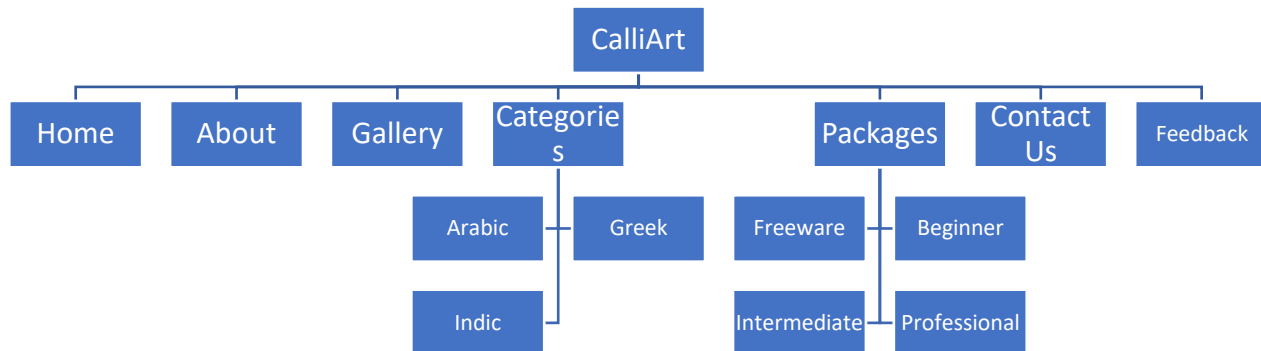 CalliArt
Home
About
Gallery
Categorie
s
Packages
Contact
Us
Feedback
Arabic
Greek
Freeware
Beginner
Indic
Intermediate
Professional